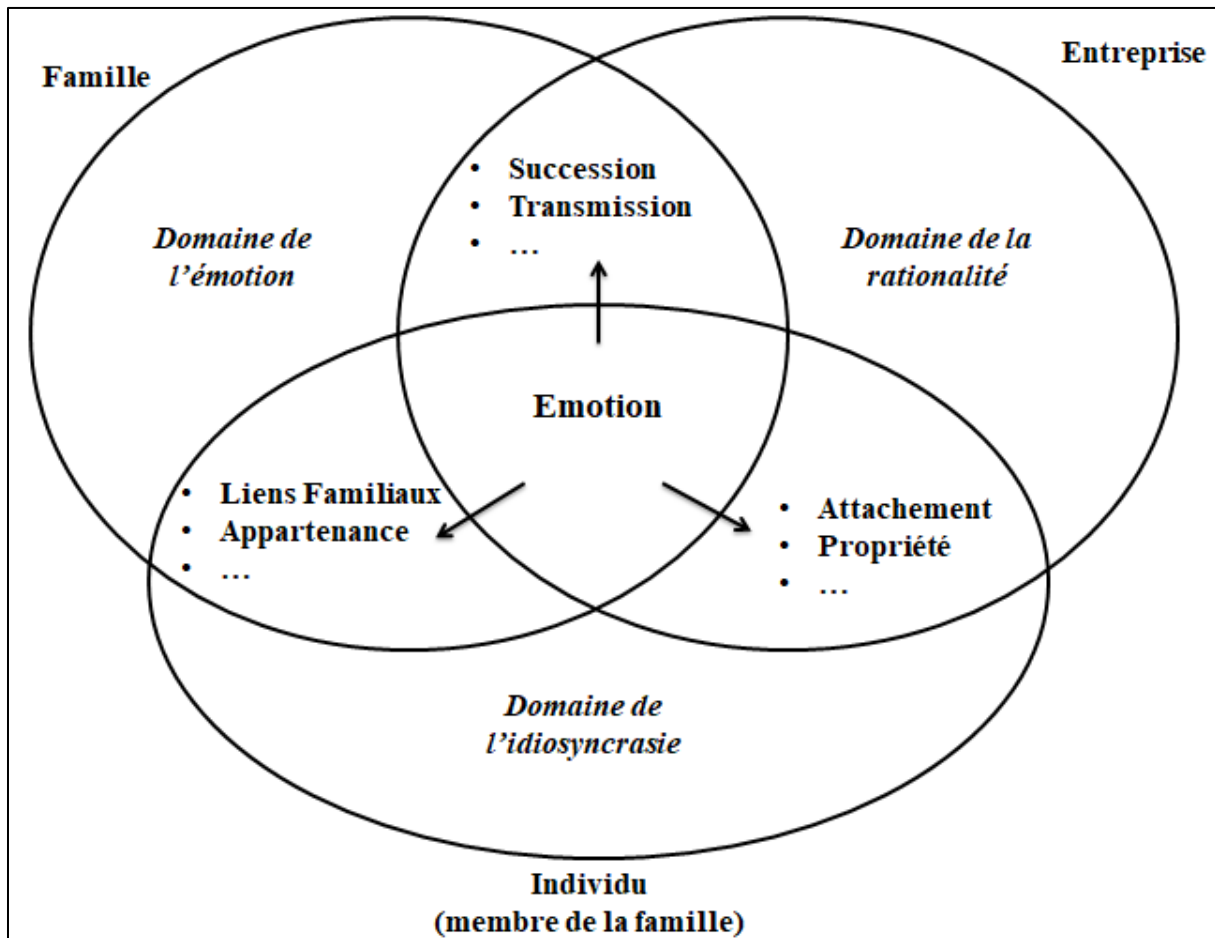 Famille
Entreprise
• Succession
• Transmission
• …
Domaine de
l’émotion
Domaine de la
rationalité
Emotion
• Liens Familiaux
• Appartenance
• …
• Attachement
• Propriété
• …
Domaine de
l’idiosyncrasie
Individu
(membre de la famille)